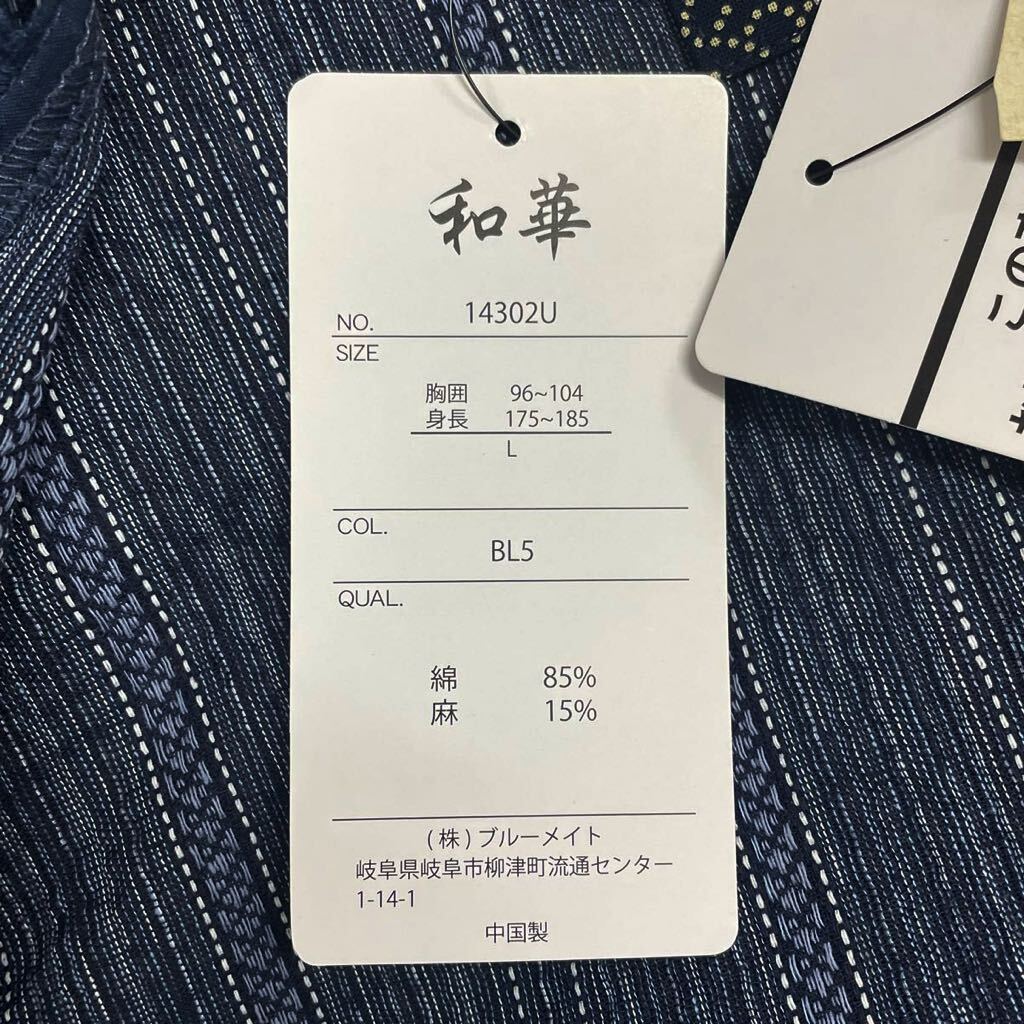 和華
NO. 14302U
SIZE
胸囲 96~104
身長 175~185
L
COL.
BL5
QUAL.
綿 85%
麻 15%
(株)ブルーメイト
岐阜県岐阜市柳津町流通センター
1-14-1
中国製